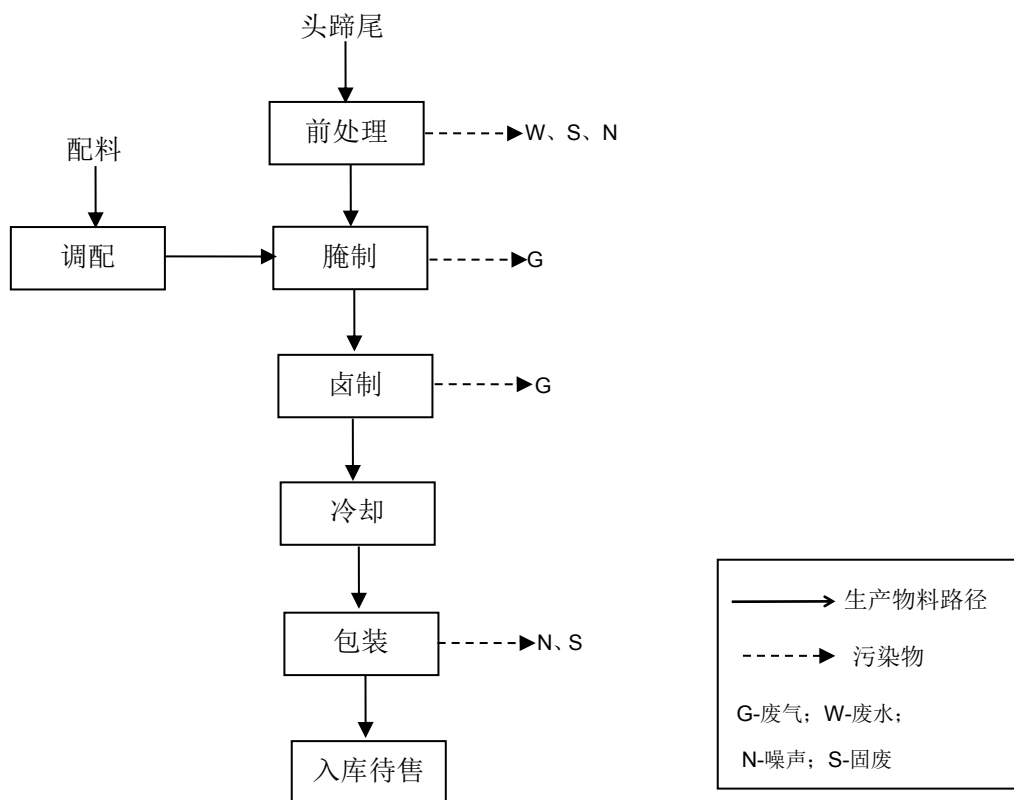 头蹄尾
前处理
W、S、N
配料
调配
腌制
G
卤制
G
冷却
包装
N、S
入库待售
生产物料路径
污染物
G-废气；W-废水；
N-噪声；S-固废